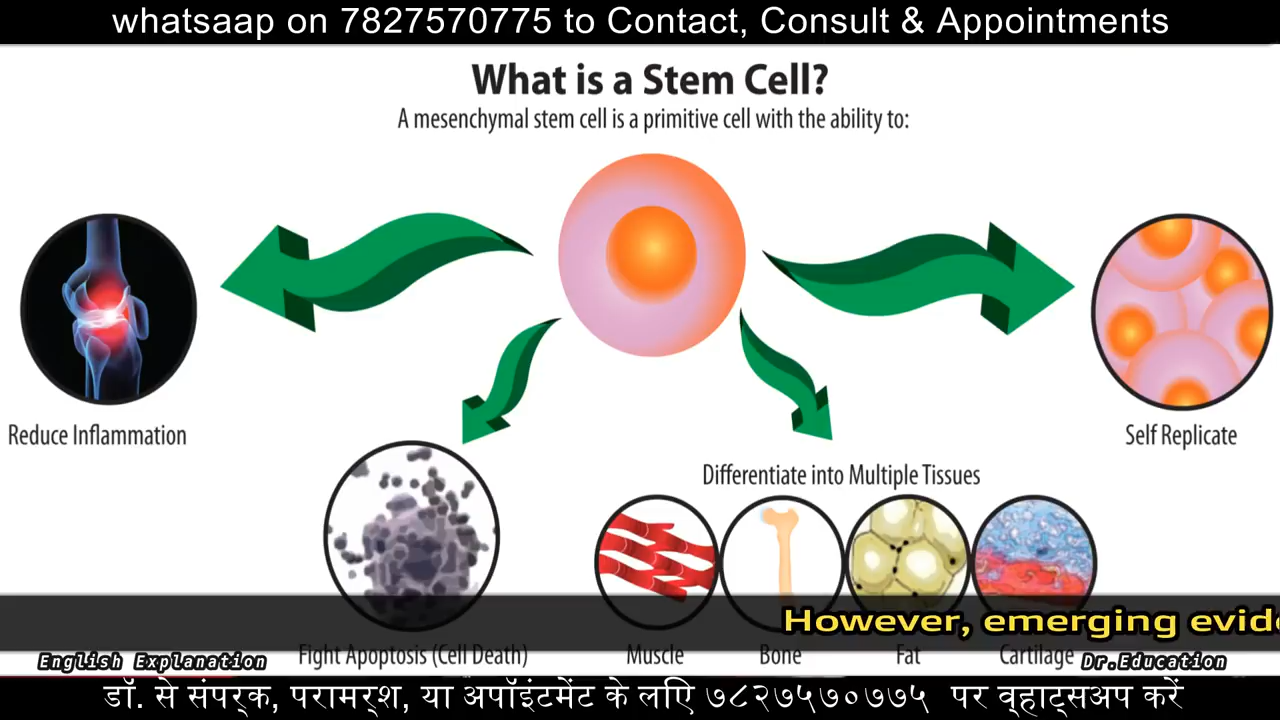 whatsaap on 7827570775 to Contact, Consult & Appointments
What is a Stem Cell?
A mesenchymal stem cell is a primitive cell with the ability to:
Reduce Inflammation
Self Replicate
Differentiate into Multiple Tissues
However, emerging evid
English Explanation
Fight Apoptosis (Cell Death)
Muscle
Bone
Fat
Cartilage
Dr.Education
डॉ. से संपर्क, परामर्श, या अपॉइंटमेंट के लिए ७८२७५७०७७५ पर व्हाट्सअप करें